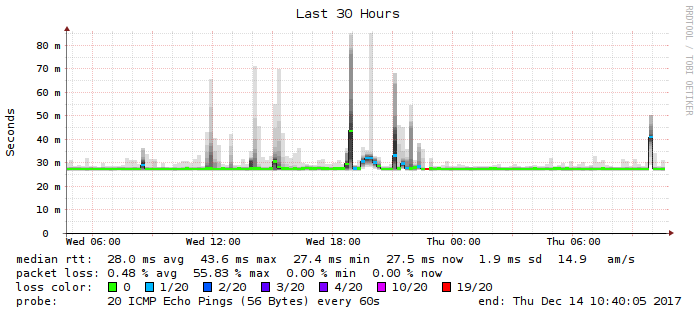 Last 30 Hours
RRDTOOL / TOBI OETIKER
Seconds
80 m
70 m
60 m
50 m
40 m
30 m
20 m
10 m
0
Wed 06:00 Wed 12:00 Wed 18:00 Thu 00:00 Thu 06:00
median rtt: 28.0 ms avg 43.6 ms max 27.4 ms min 27.5 ms now 1.9 ms sd 14.9 am/s
packet loss: 0.48 % avg 55.83 % max 0.00 % min 0.00 % now
loss color: 0 1/20 2/20 3/20 4/20 10/20 19/20
probe: 20 ICMP Echo Pings (56 Bytes) every 60s end: Thu Dec 14 10:40:05 2017